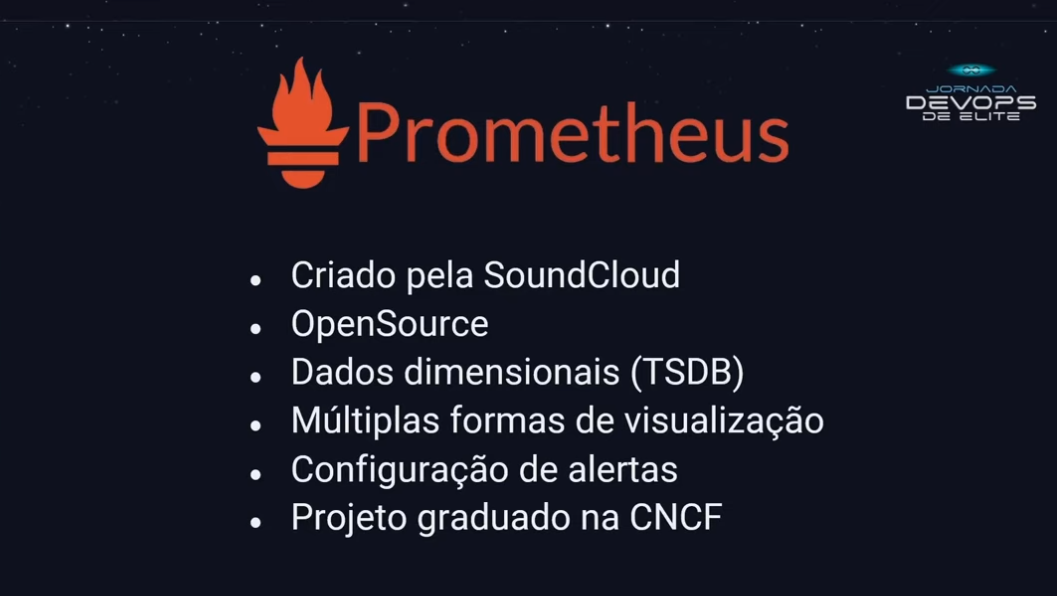 Prometheus
JORNADA
DEVOPS
DE ELITE
• Criado pela SoundCloud
• OpenSource
• Dados dimensionais (TSDB)
• Múltiplas formas de visualização
• Configuração de alertas
• Projeto graduado na CNCF